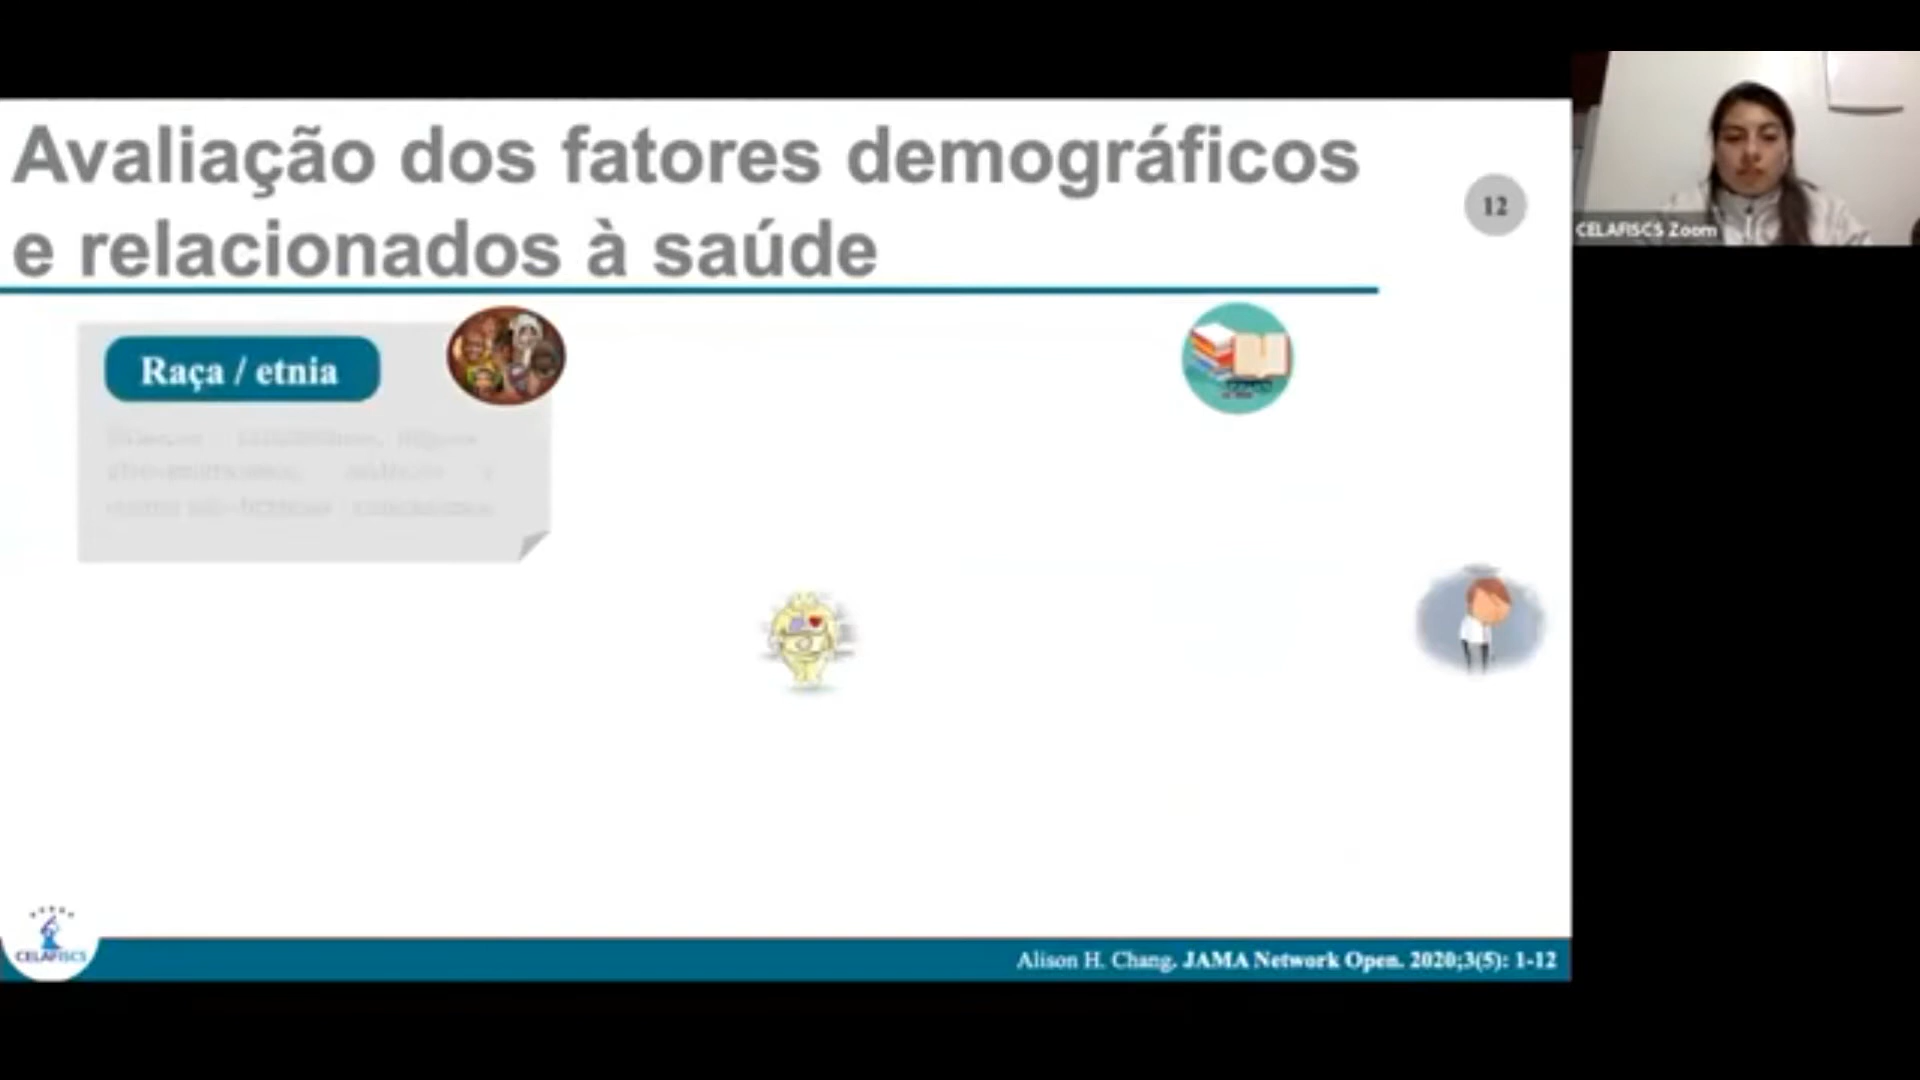 Avaliação dos fatores demográficos
e relacionados à saúde
12
CELAFISCS Zoom
Raça / etnia
CELAFISCS
Alison H. Chang. JAMA Network Open. 2020;3(5): 1-12